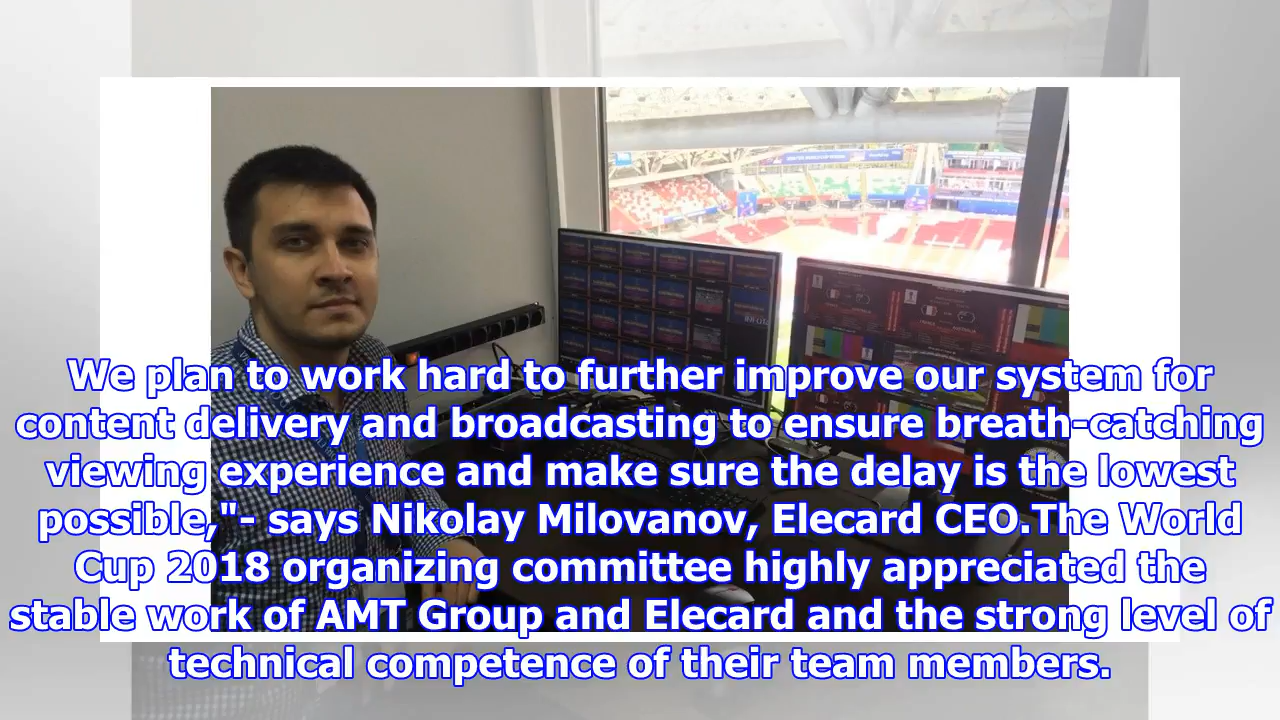 We plan to work hard to further improve our system for
content delivery and broadcasting to ensure breath-catching
viewing experience and make sure the delay is the lowest
possible,"- says Nikolay Milovanov, Elecard CEO.The World
Cup 2018 organizing committee highly appreciated the
stable work of AMT Group and Elecard and the strong level of
technical competence of their team members.